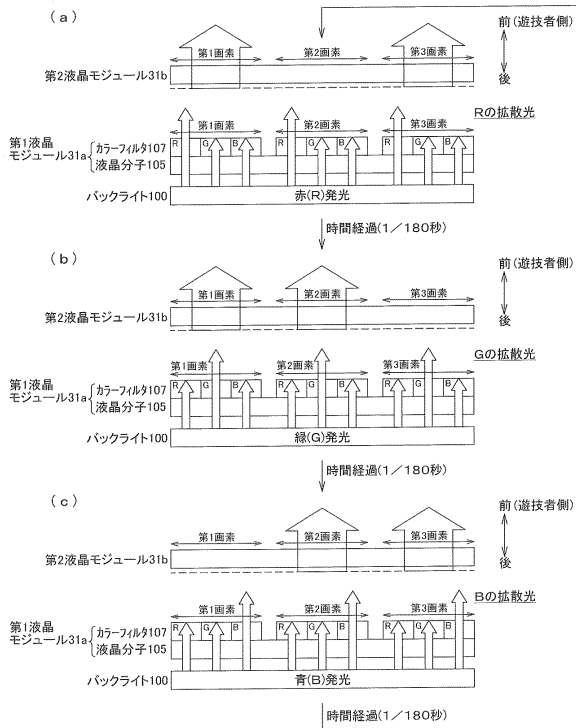 (a)
前(遊技者側)
第1画素 第2画素 第3画素
第2液晶モジュール31b
後
Rの拡散光
第1画素 第2画素 第3画素
R G B R G B R G B
第1液晶モジュール31a
カラーフィルタ107
液晶分子105
バックライト100
赤(R)発光
時間経過(1/180秒)
(b)
前(遊技者側)
第1画素 第2画素 第3画素
第2液晶モジュール31b
後
Gの拡散光
第1画素 第2画素 第3画素
R G B R G B R G B
第1液晶モジュール31a
カラーフィルタ107
液晶分子105
バックライト100
緑(G)発光
時間経過(1/180秒)
(c)
前(遊技者側)
第1画素 第2画素 第3画素
第2液晶モジュール31b
後
Bの拡散光
第1画素 第2画素 第3画素
R G B R G B R G B
第1液晶モジュール31a
カラーフィルタ107
液晶分子105
バックライト100
青(B)発光
時間経過(1/180秒)